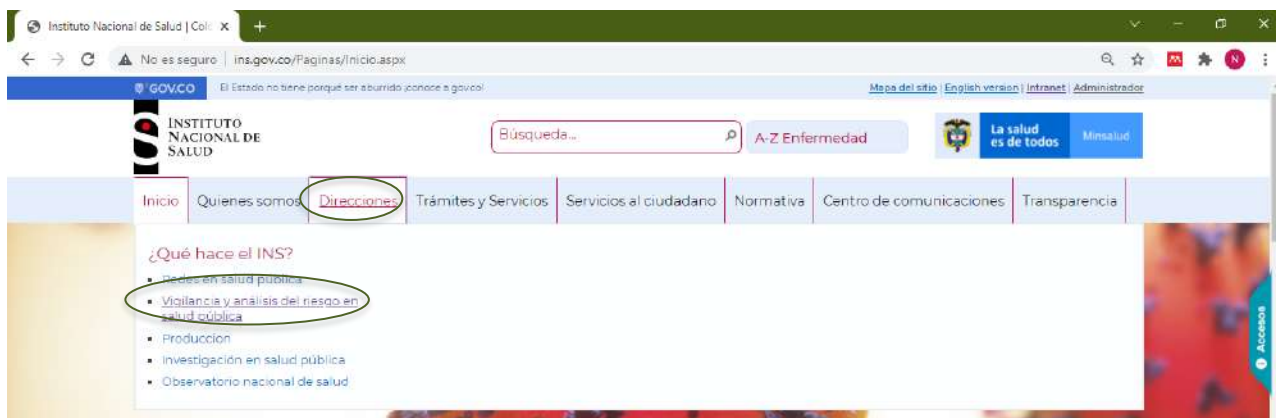 Instituto Nacional de Salud | Col
No es seguro | ins.gov.co/Paginas/Inicio.aspx
N
GOV.CO El Estado no tiene porqué ser aburrido ¡conoce a gov.co!
Mapa del sitio | English version | Intranet | Administrador
INSTITUTO
NACIONAL DE
SALUD
Búsqueda...
A-Z Enfermedad
La salud
es de todos
Minsalud
Inicio Quienes somos Direcciones Trámites y Servicios Servicios al ciudadano Normativa Centro de comunicaciones Transparencia
¿Qué hace el INS?
Redes en salud pública
Vigilancia y análisis del riesgo en
salud pública
Produccion
Investigación en salud pública
Observatorio nacional de salud
Accesos